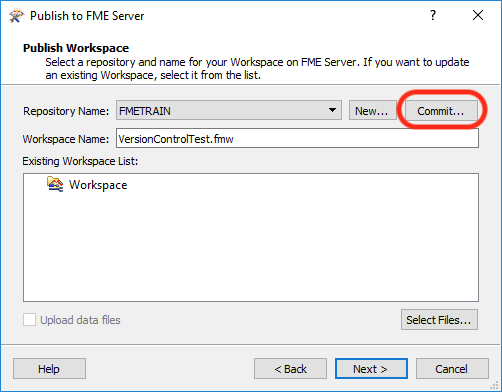 Publish to FME Server
Publish Workspace
Select a repository and name for your Workspace on FME Server. If you want to update
an existing Workspace, select it from the list.
Repository Name: FMETRAIN New... Commit...
Workspace Name: VersionControlTest.fmw
Existing Workspace List:
Workspace
Upload data files Select Files...
Help < Back Next > Cancel